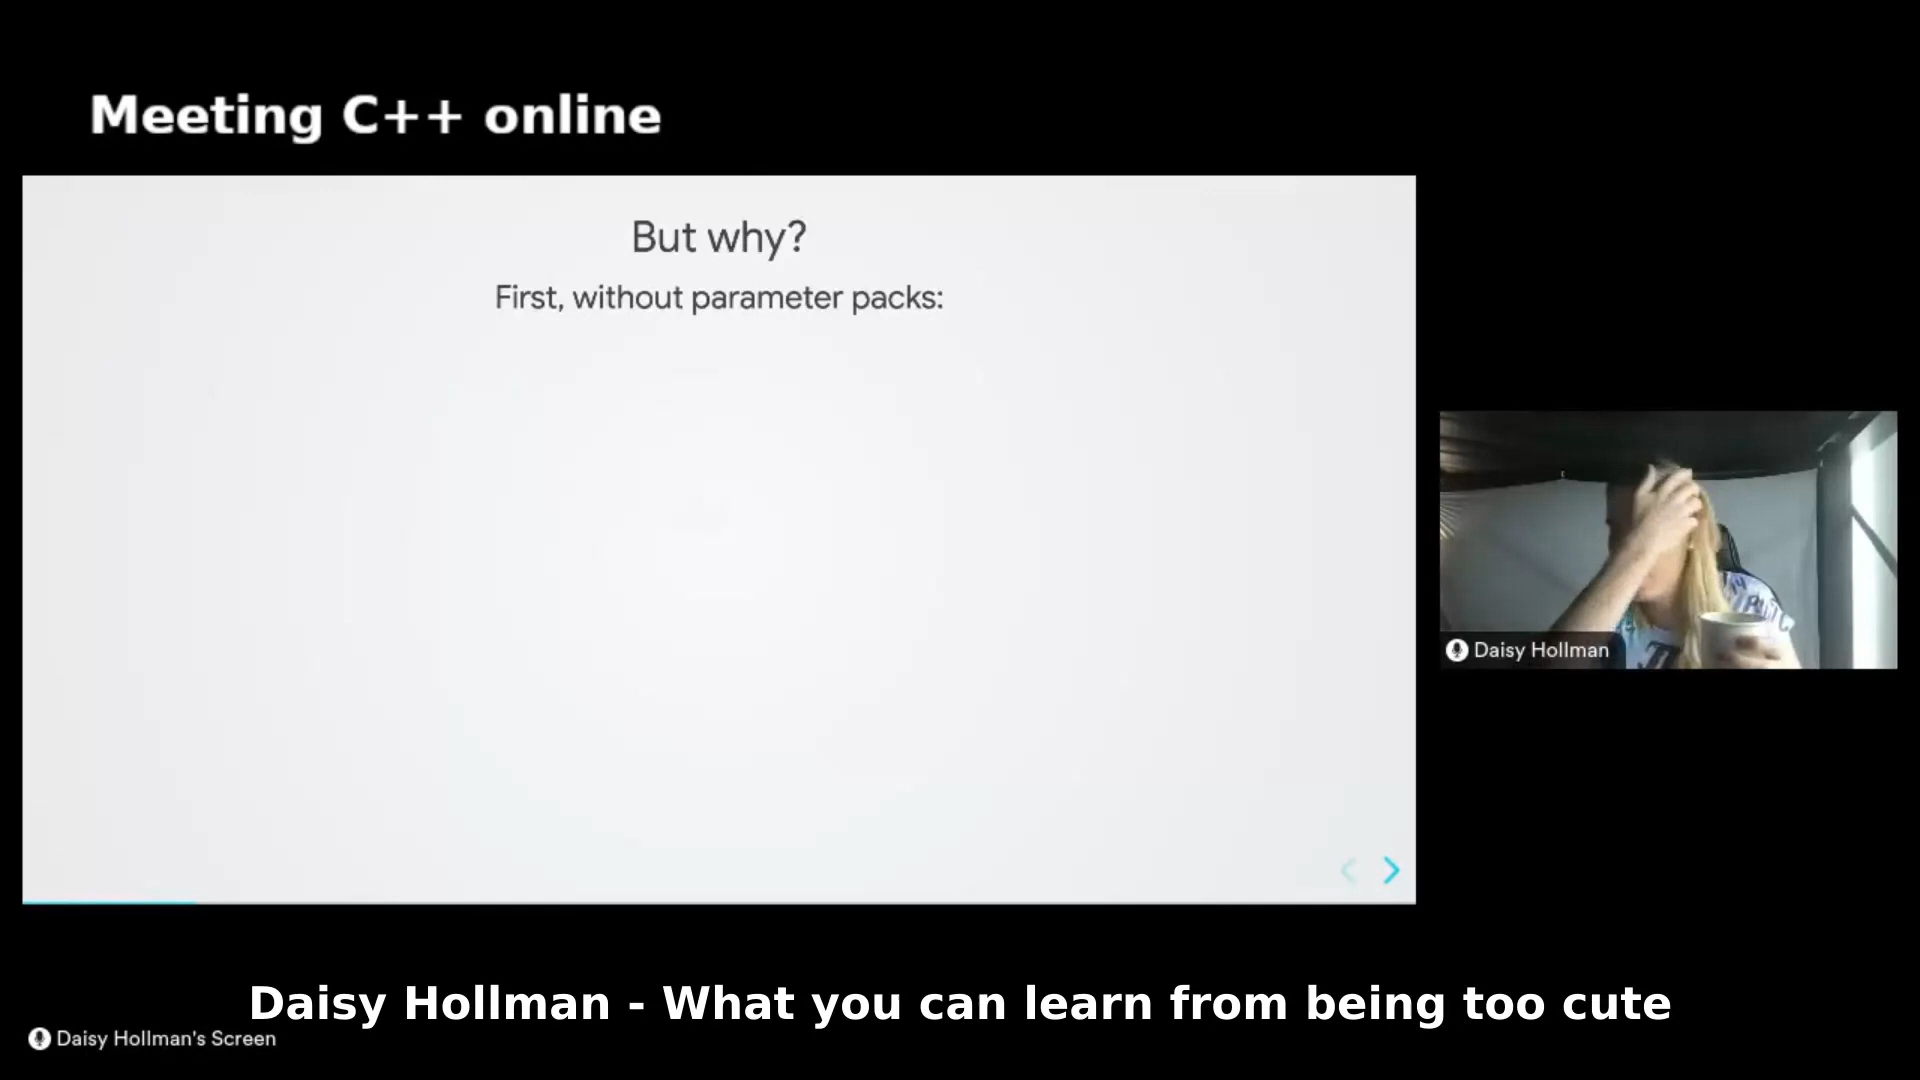 Meeting C++ online
But why?
First, without parameter packs:
Daisy Hollman
Daisy Hollman - What you can learn from being too cute
Daisy Hollman's Screen